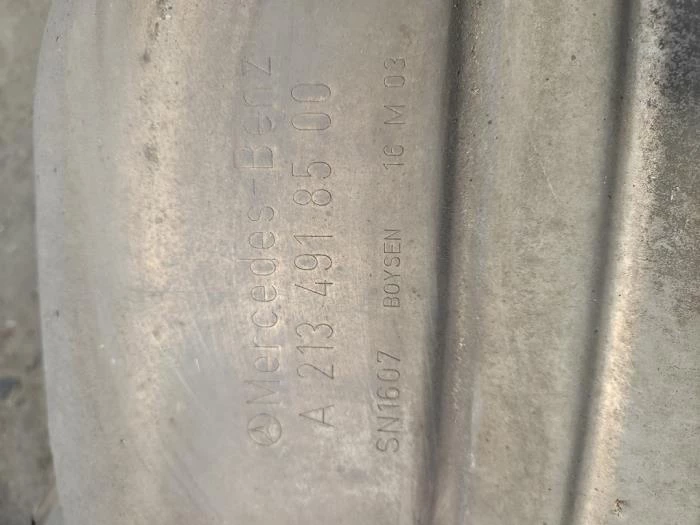 Mercedes-Benz
A 213 491 85 00
SN1607 BOYSEN 16 M 03